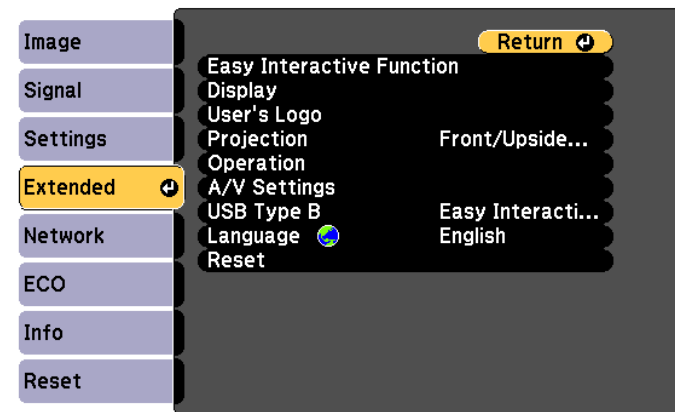 Image
Signal
Settings
Extended
Network
ECO
Info
Reset
Return
Easy Interactive Function
Display
User's Logo
Projection Front/Upside...
Operation
A/V Settings
USB Type B Easy Interacti...
Language English
Reset